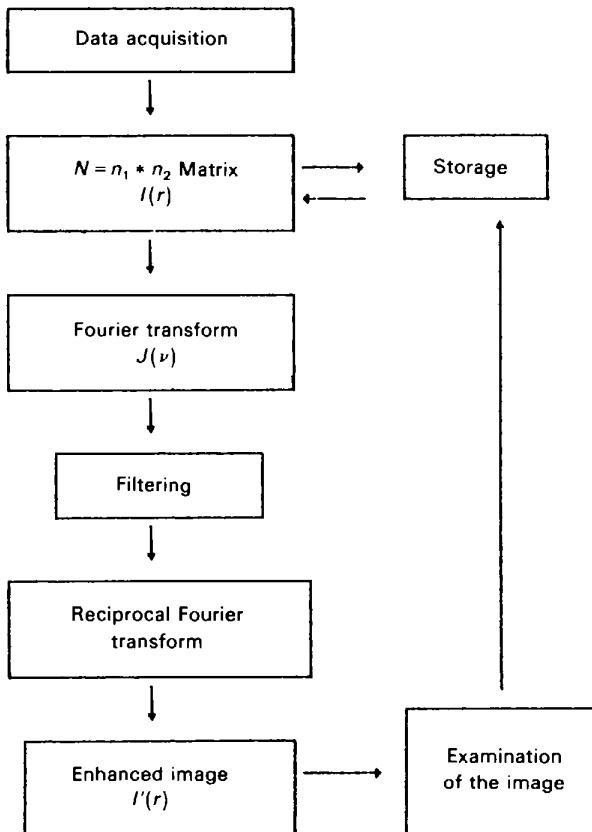 Data acquisition
N = n₁ * n₂ Matrix
I(r)
Storage
Fourier transform
J(ν)
Filtering
Reciprocal Fourier
transform
Enhanced image
I'(r)
Examination
of the image